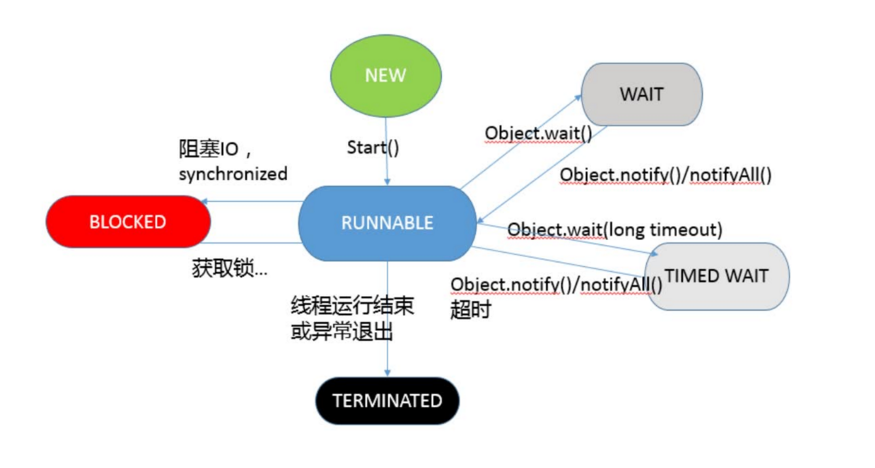 NEW
WAIT
阻塞IO，
synchronized
Start()
Object.wait()
Object.notify()/notifyAll()
BLOCKED
RUNNABLE
Object.wait(long timeout)
获取锁...
TIMED WAIT
Object.notify()/notifyAll()
超时
线程运行结束
或异常退出
TERMINATED